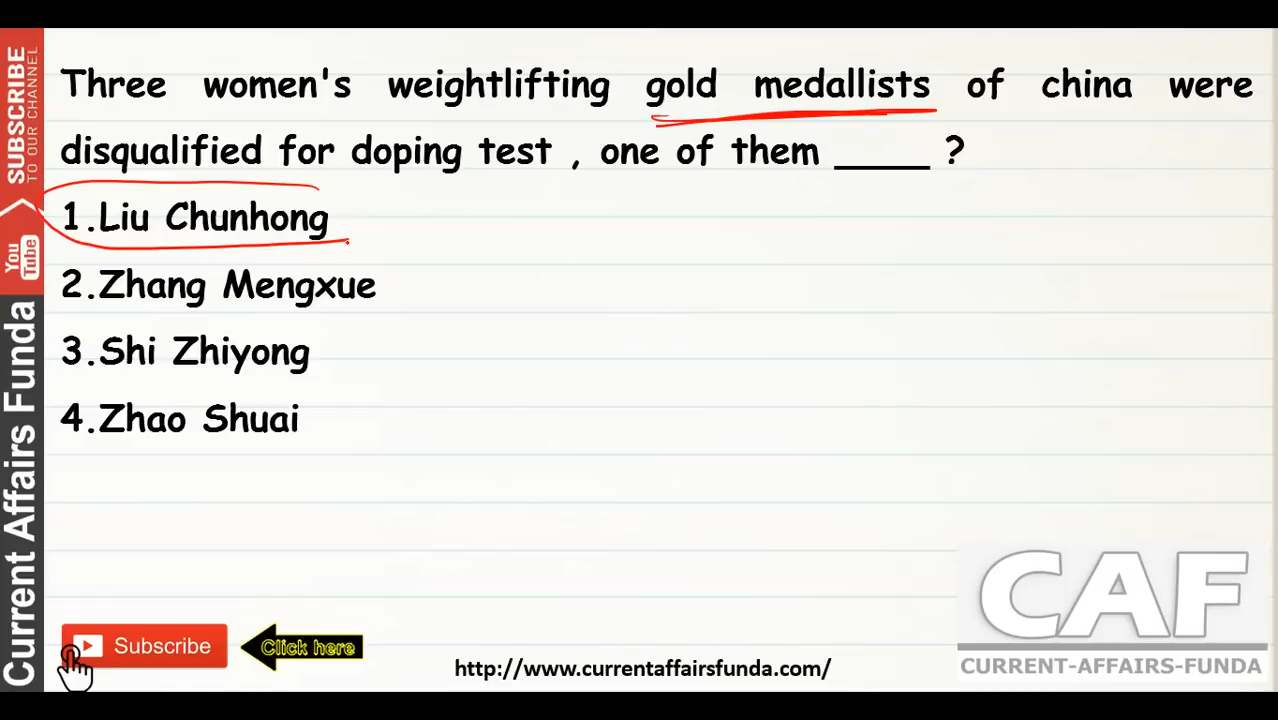 Three women's weightlifting gold medallists of china were
disqualified for doping test , one of them _____ ?
1.Liu Chunhong
2.Zhang Mengxue
3.Shi Zhiyong
4.Zhao Shuai
SUBSCRIBE
TO OUR CHANNEL
You
Tube
Current Affairs Funda
Subscribe
Click here
http://www.currentaffairsfunda.com/
CAF
CURRENT-AFFAIRS-FUNDA